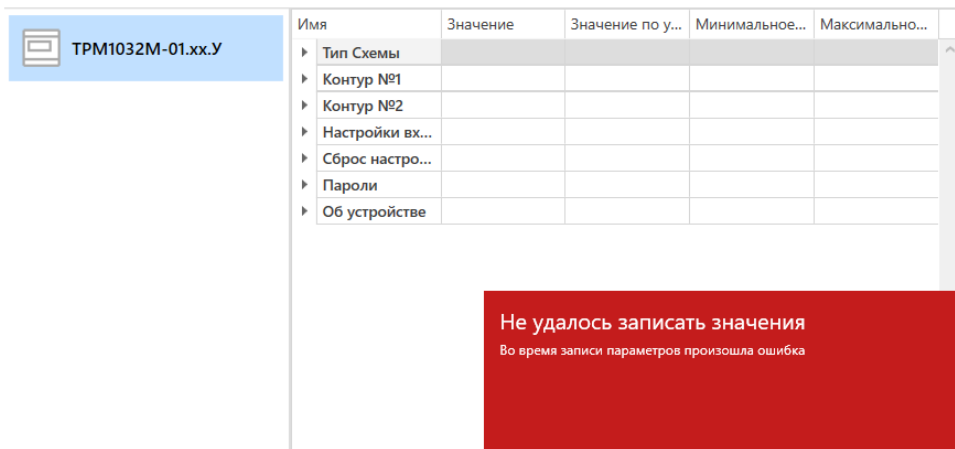 ТРМ1032М-01.хх.У
Имя Значение Значение по у... Минимальное... Максимально...
Тип Схемы
Контур №1
Контур №2
Настройки вх...
Сброс настро...
Пароли
Об устройстве
Не удалось записать значения
Во время записи параметров произошла ошибка